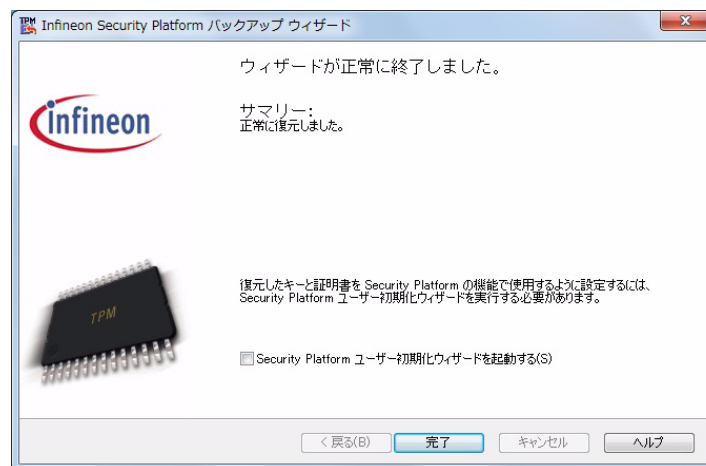 Infineon Security Platform バックアップ ウィザード
ウィザードが正常に終了しました。
infineon
サマリー:
正常に復元しました。
TPM
復元したキーと証明書を Security Platform の機能で使用するように設定するには、
Security Platform ユーザー初期化ウィザードを実行する必要があります。
Security Platform ユーザー初期化ウィザードを起動する(S)
< 戻る(B)
完了
キャンセル
ヘルプ